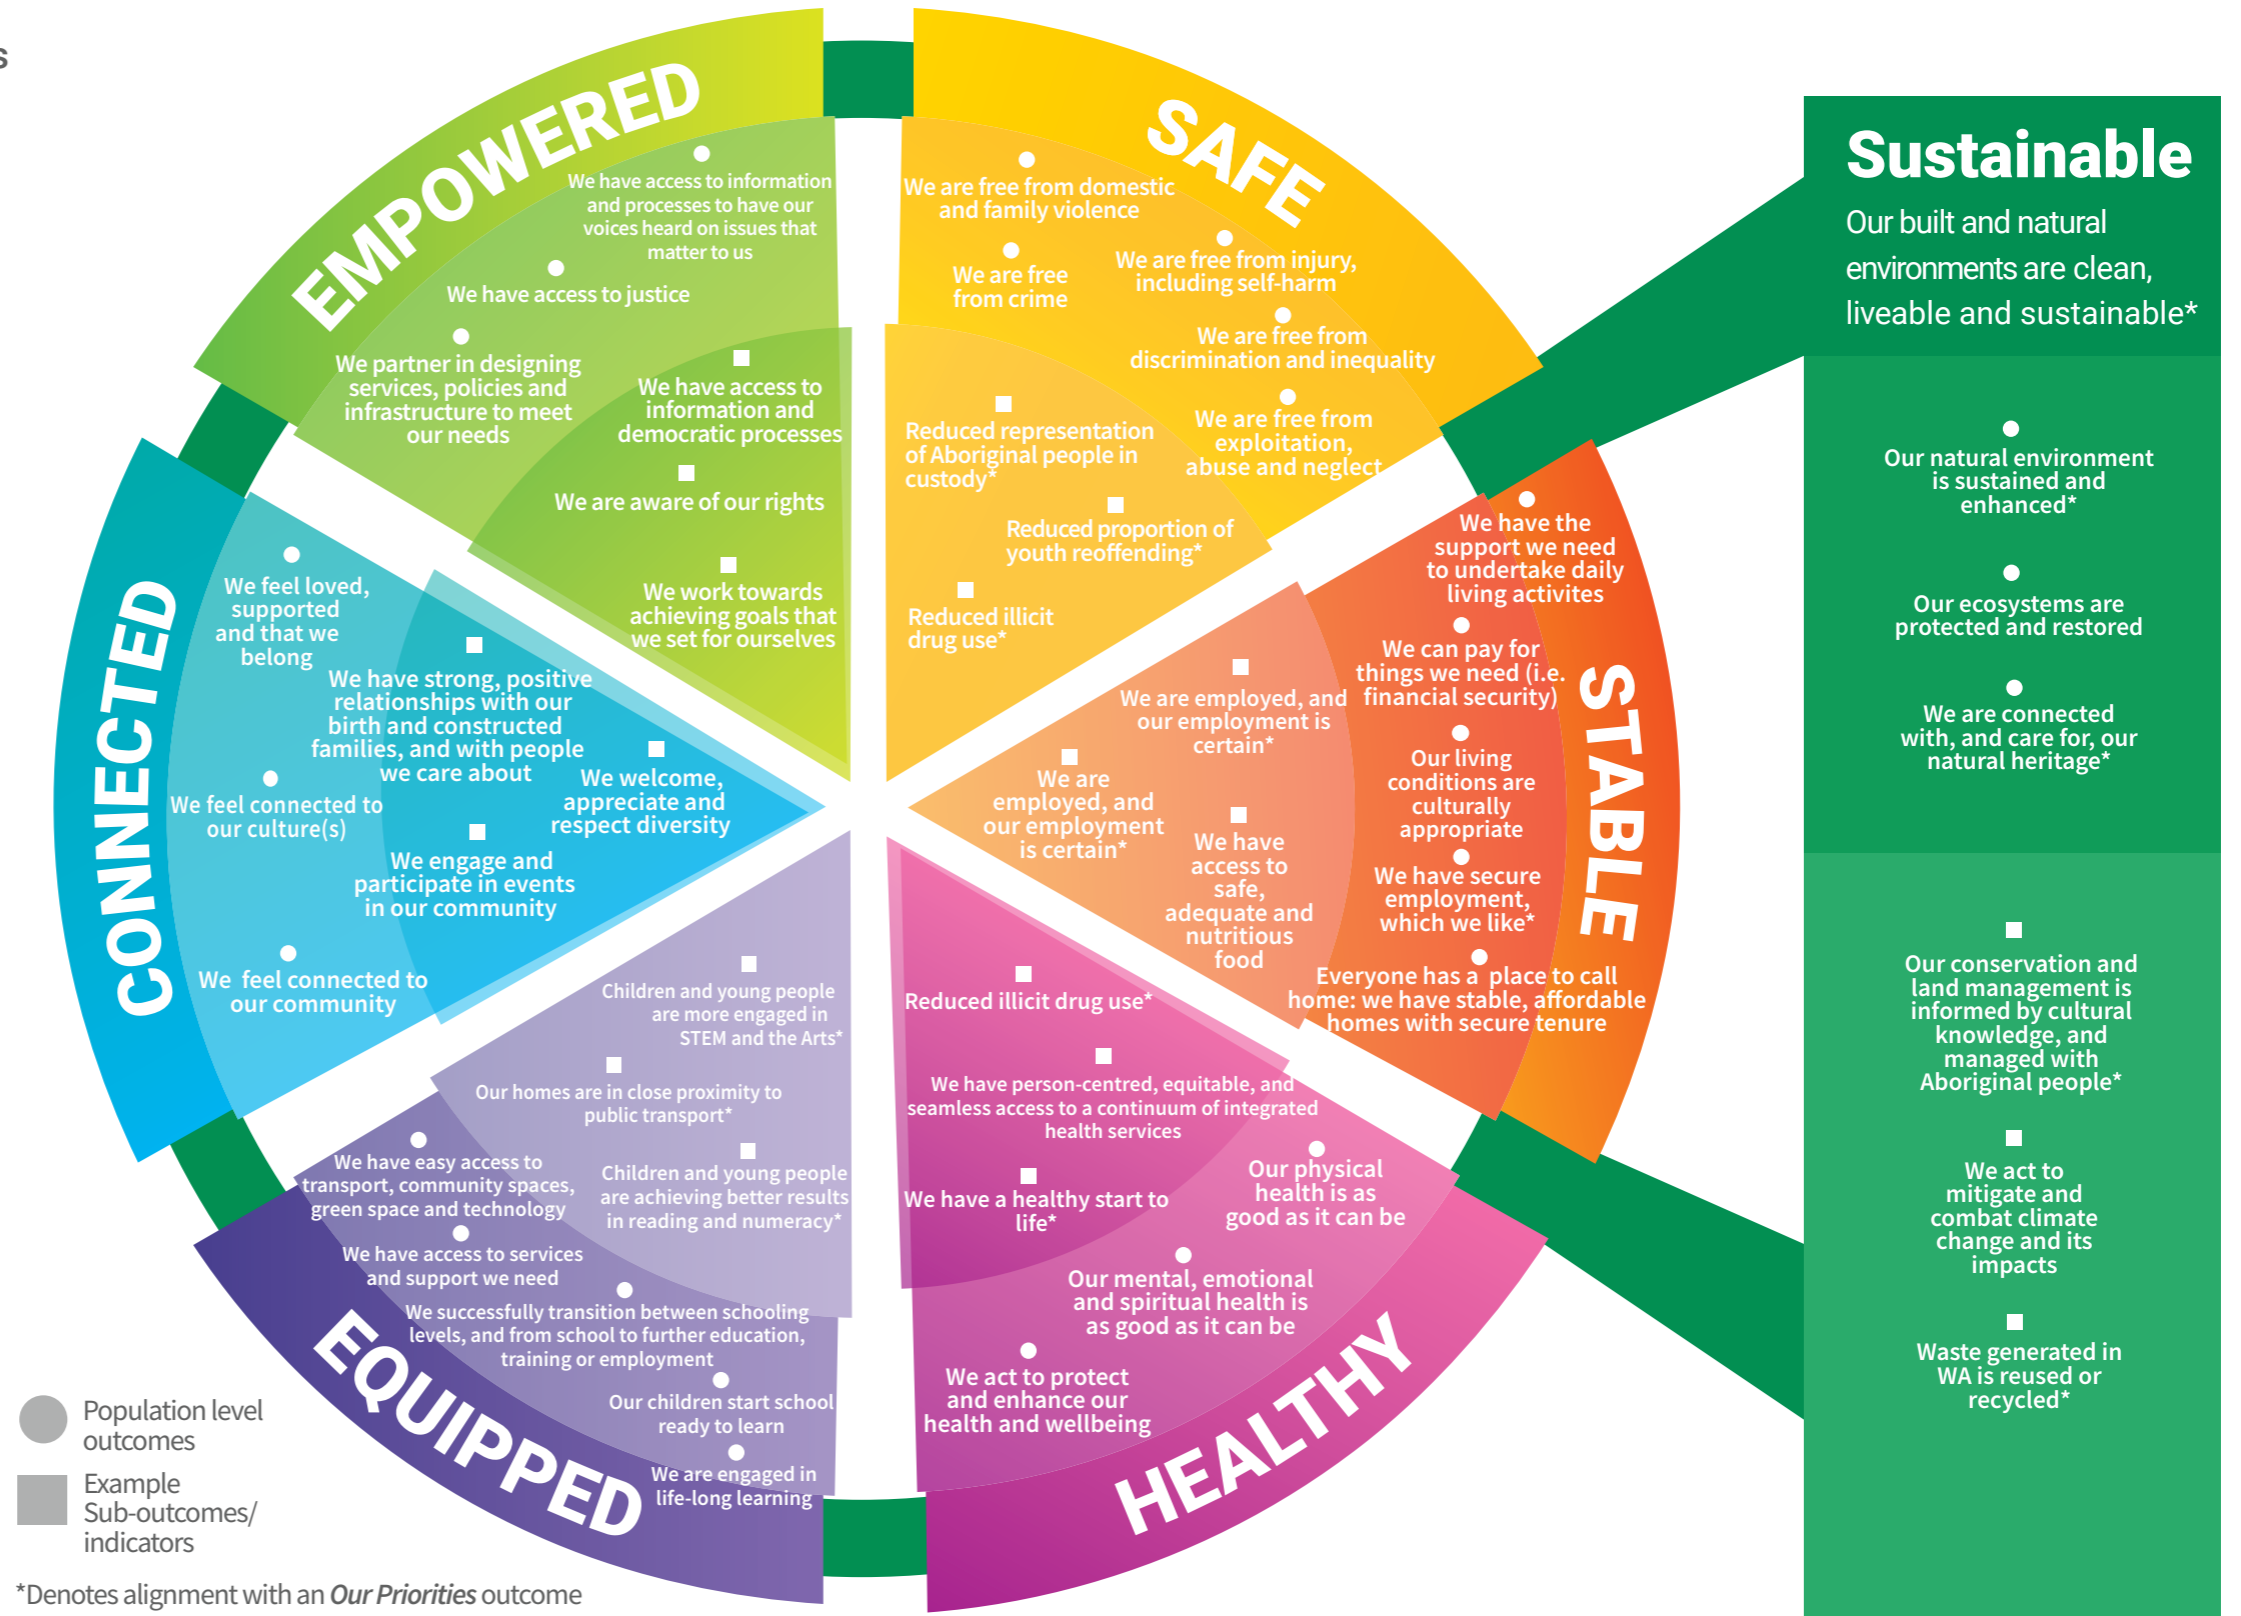 s
EMPOWERED
We have access to information
and processes to have our
voices heard on issues that
matter to us
We have access to justice
We partner in designing
services, policies and
infrastructure to meet
our needs
We have access to
information and
democratic processes
We are aware of our rights
We work towards
achieving goals that
we set for ourselves
SAFE
We are free from domestic
and family violence
We are free
from crime
We are free from injury,
including self-harm
We are free from
discrimination and inequality
We are free from
exploitation,
abuse and neglect
Reduced representation
of Aboriginal people in
custody*
Reduced proportion of
youth reoffending*
Reduced illicit
drug use*
STABLE
We have the
support we need
to undertake daily
living activites
We can pay for
things we need (i.e.
financial security)
Our living
conditions are
culturally
appropriate
We have secure
employment,
which we like*
Everyone has a place to call
home: we have stable, affordable
homes with secure tenure
We are employed, and
our employment is
certain*
We are
employed, and
our employment
is certain*
We have
access to
safe,
adequate and
nutritious
food
HEALTHY
Reduced illicit drug use*
We have person-centred, equitable, and
seamless access to a continuum of integrated
health services
We have a healthy start to
life*
Our physical
health is as
good as it can be
Our mental, emotional
and spiritual health is
as good as it can be
We act to protect
and enhance our
health and wellbeing
EQUIPPED
Children and young people
are more engaged in
STEM and the Arts*
Our homes are in close proximity to
public transport*
Children and young people
are achieving better results
in reading and numeracy*
We have easy access to
transport, community spaces,
green space and technology
We have access to services
and support we need
We successfully transition between schooling
levels, and from school to further education,
training or employment
Our children start school
ready to learn
We are engaged in
life-long learning
CONNECTED
We feel loved,
supported
and that we
belong
We feel connected to
our culture(s)
We feel connected to
our community
We have strong, positive
relationships with our
birth and constructed
families, and with people
we care about
We welcome,
appreciate and
respect diversity
We engage and
participate in events
in our community
Sustainable
Our built and natural
environments are clean,
liveable and sustainable*
Our natural environment
is sustained and
enhanced*
Our ecosystems are
protected and restored
We are connected
with, and care for, our
natural heritage*
Our conservation and
land management is
informed by cultural
knowledge, and
managed with
Aboriginal people*
We act to
mitigate and
combat climate
change and its
impacts
Waste generated in
WA is reused or
recycled*
Population level
outcomes
Example
Sub-outcomes/
indicators
*Denotes alignment with an Our Priorities outcome